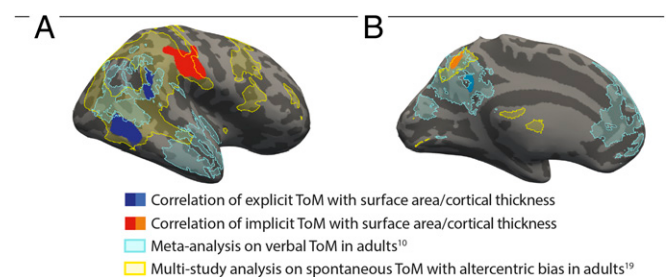 A B
Correlation of explicit ToM with surface area/cortical thickness
Correlation of implicit ToM with surface area/cortical thickness
Meta-analysis on verbal ToM in adults¹⁰
Multi-study analysis on spontaneous ToM with altercentric bias in adults¹⁹